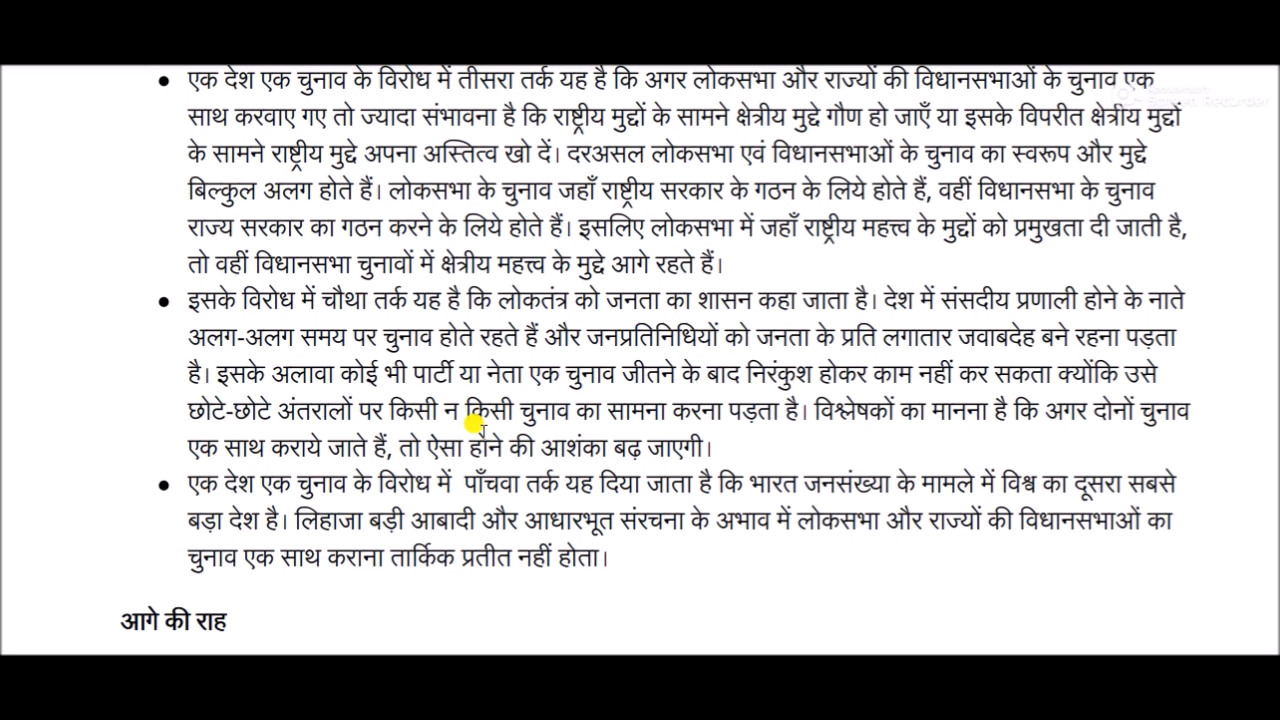 • एक देश एक चुनाव के विरोध में तीसरा तर्क यह है कि अगर लोकसभा और राज्यों की विधानसभाओं के चुनाव एक
साथ करवाए गए तो ज्यादा संभावना है कि राष्ट्रीय मुद्दों के सामने क्षेत्रीय मुद्दे गौण हो जाएँ या इसके विपरीत क्षेत्रीय मुद्दों
के सामने राष्ट्रीय मुद्दे अपना अस्तित्व खो दें। दरअसल लोकसभा एवं विधानसभाओं के चुनाव का स्वरूप और मुद्दे
बिल्कुल अलग होते हैं। लोकसभा के चुनाव जहाँ राष्ट्रीय सरकार के गठन के लिये होते हैं, वहीं विधानसभा के चुनाव
राज्य सरकार का गठन करने के लिये होते हैं। इसलिए लोकसभा में जहाँ राष्ट्रीय महत्त्व के मुद्दों को प्रमुखता दी जाती है,
तो वहीं विधानसभा चुनावों में क्षेत्रीय महत्त्व के मुद्दे आगे रहते हैं।
• इसके विरोध में चौथा तर्क यह है कि लोकतंत्र को जनता का शासन कहा जाता है। देश में संसदीय प्रणाली होने के नाते
अलग-अलग समय पर चुनाव होते रहते हैं और जनप्रतिनिधियों को जनता के प्रति लगातार जवाबदेह बने रहना पड़ता
है। इसके अलावा कोई भी पार्टी या नेता एक चुनाव जीतने के बाद निरंकुश होकर काम नहीं कर सकता क्योंकि उसे
छोटे-छोटे अंतरालों पर किसी न किसी चुनाव का सामना करना पड़ता है। विश्लेषकों का मानना है कि अगर दोनों चुनाव
एक साथ कराये जाते हैं, तो ऐसा होने की आशंका बढ़ जाएगी।
• एक देश एक चुनाव के विरोध में पाँचवा तर्क यह दिया जाता है कि भारत जनसंख्या के मामले में विश्व का दूसरा सबसे
बड़ा देश है। लिहाजा बड़ी आबादी और आधारभूत संरचना के अभाव में लोकसभा और राज्यों की विधानसभाओं का
चुनाव एक साथ कराना तार्किक प्रतीत नहीं होता।
आगे की राह
Screen Recorder